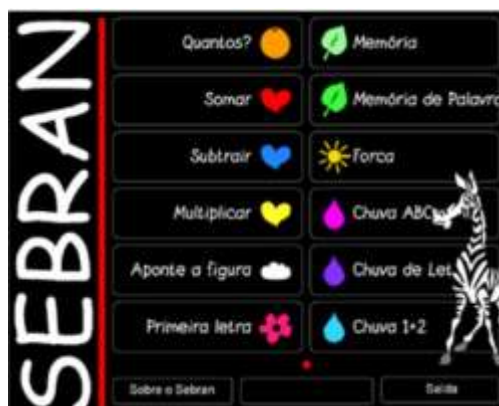 SEBRAN
Quantos?
Memória
Somar
Memória de Palavra
Subtrair
Forca
Multiplicar
Chuva ABC
Aponte a figura
Chuva de Let
Primeira letra
Chuva 1+2
Sobre o Sebran
Saída